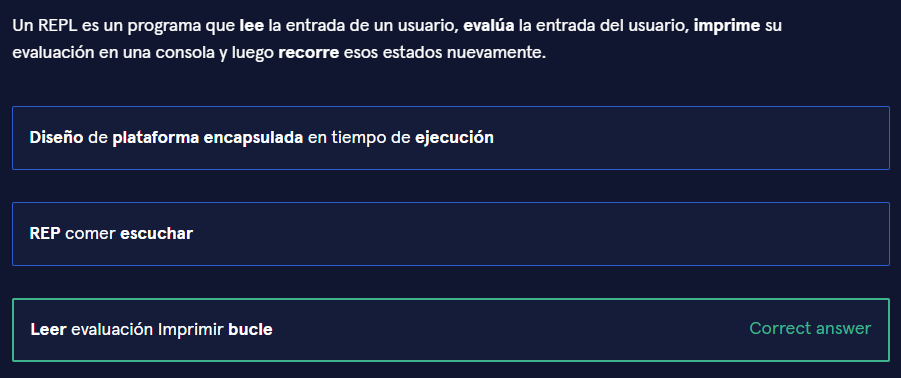 Un REPL es un programa que lee la entrada de un usuario, evalúa la entrada del usuario, imprime su
evaluación en una consola y luego recorre esos estados nuevamente.
Diseño de plataforma encapsulada en tiempo de ejecución
REP comer escuchar
Leer evaluación Imprimir bucle Correct answer